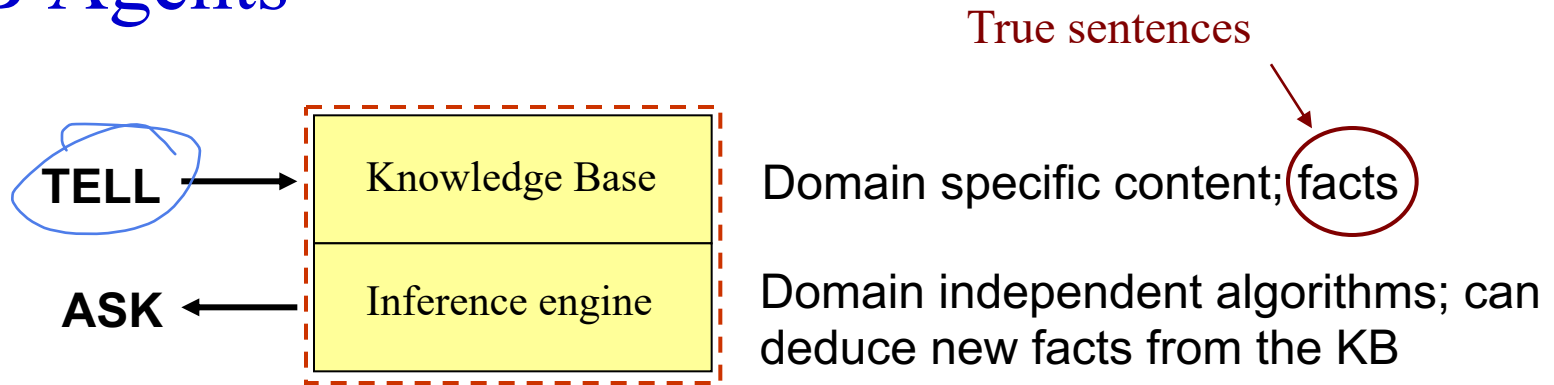 Agents
True sentences
TELL
Knowledge Base
Domain specific content; facts
ASK
Inference engine
Domain independent algorithms; can
deduce new facts from the KB